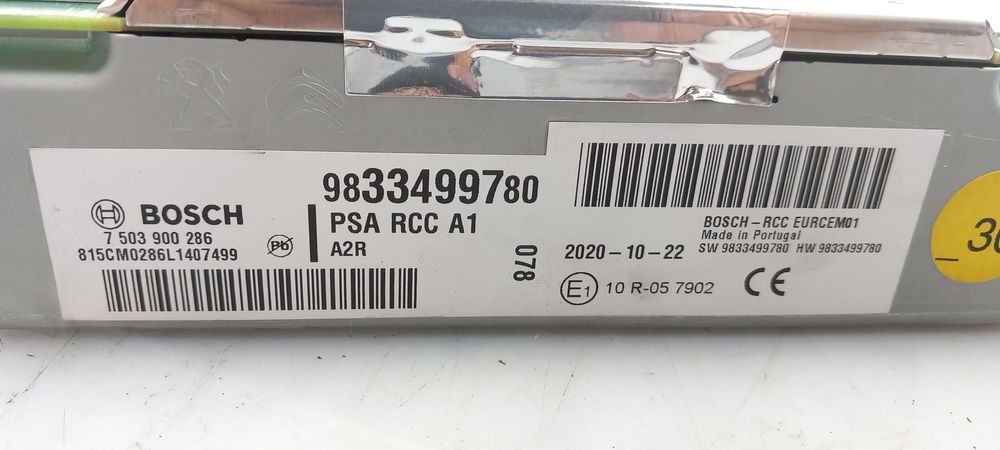 BOSCH
7 503 900 286
815CM0286L1407499
Pb
9833499780
PSA RCC A1
A2R
078
BOSCH-RCC EURCEM01
Made in Portugal
SW 9833499780 HW 9833499780
2020-10-22
E1 10 R-05 7902 CE